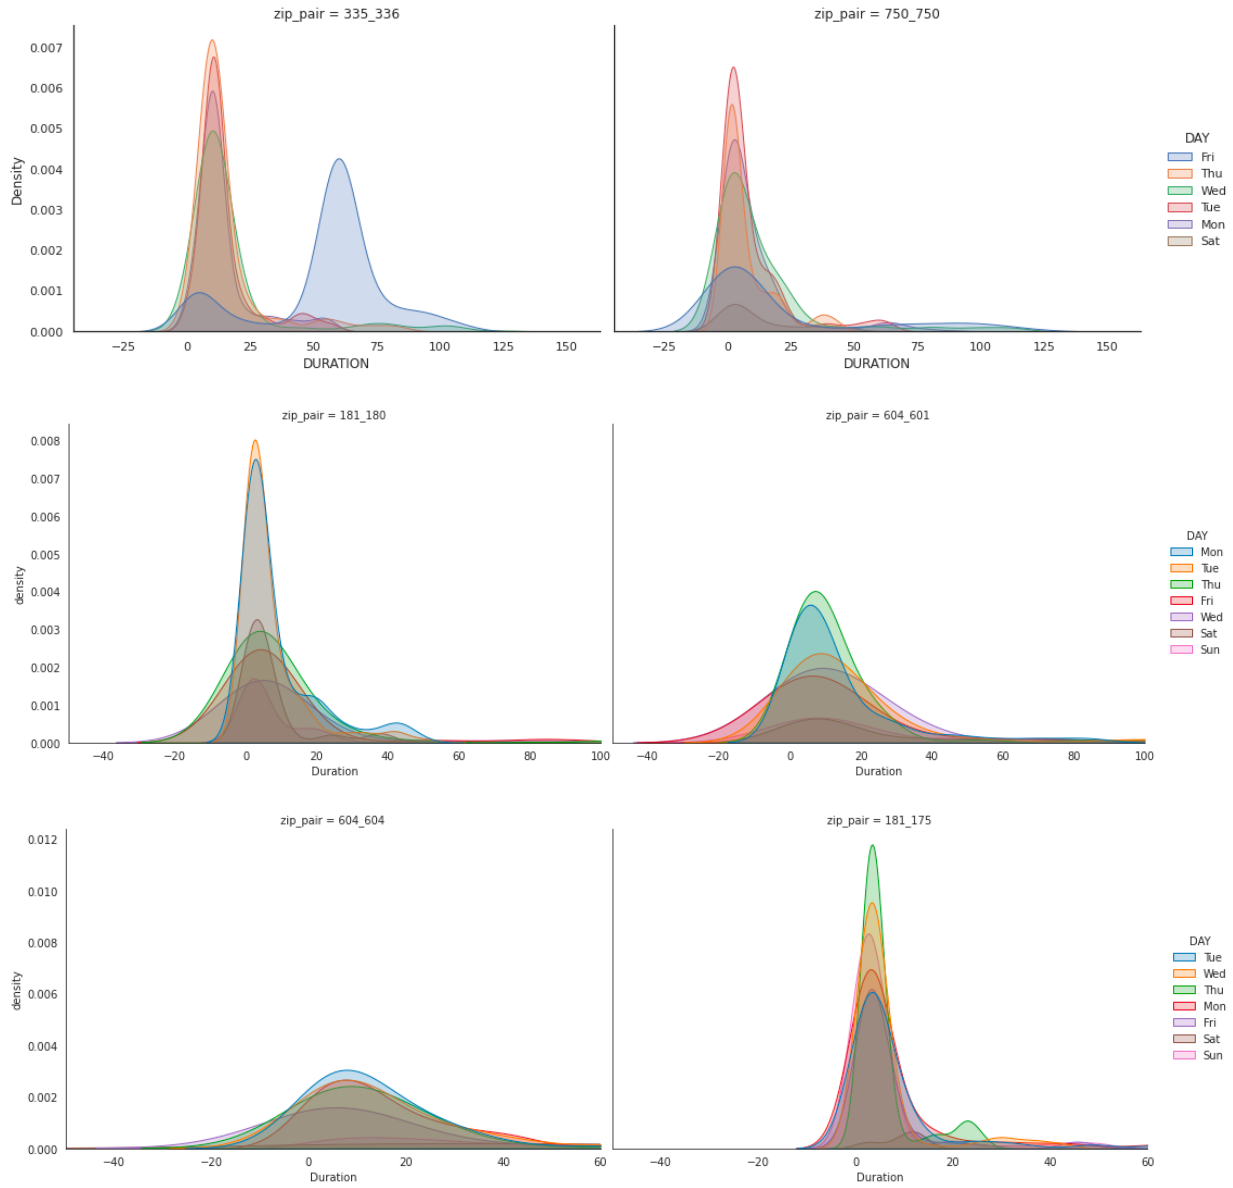 zip_pair = 335_336
zip_pair = 750_750
0.007
0.006
0.005
0.004
0.003
0.002
0.001
0.000
Density
−25 0 25 50 75 100 125 150
DURATION
−25 0 25 50 75 100 125 150
DURATION
DAY
Fri
Thu
Wed
Tue
Mon
Sat
zip_pair = 181_180
zip_pair = 604_601
0.008
0.007
0.006
0.005
0.004
0.003
0.002
0.001
0.000
density
−40 −20 0 20 40 60 80 100
Duration
−40 −20 0 20 40 60 80 100
Duration
DAY
Mon
Tue
Thu
Fri
Wed
Sat
Sun
zip_pair = 604_604
zip_pair = 181_175
0.012
0.010
0.008
0.006
0.004
0.002
0.000
density
−40 −20 0 20 40 60
Duration
−40 −20 0 20 40 60
Duration
DAY
Tue
Wed
Thu
Mon
Fri
Sat
Sun